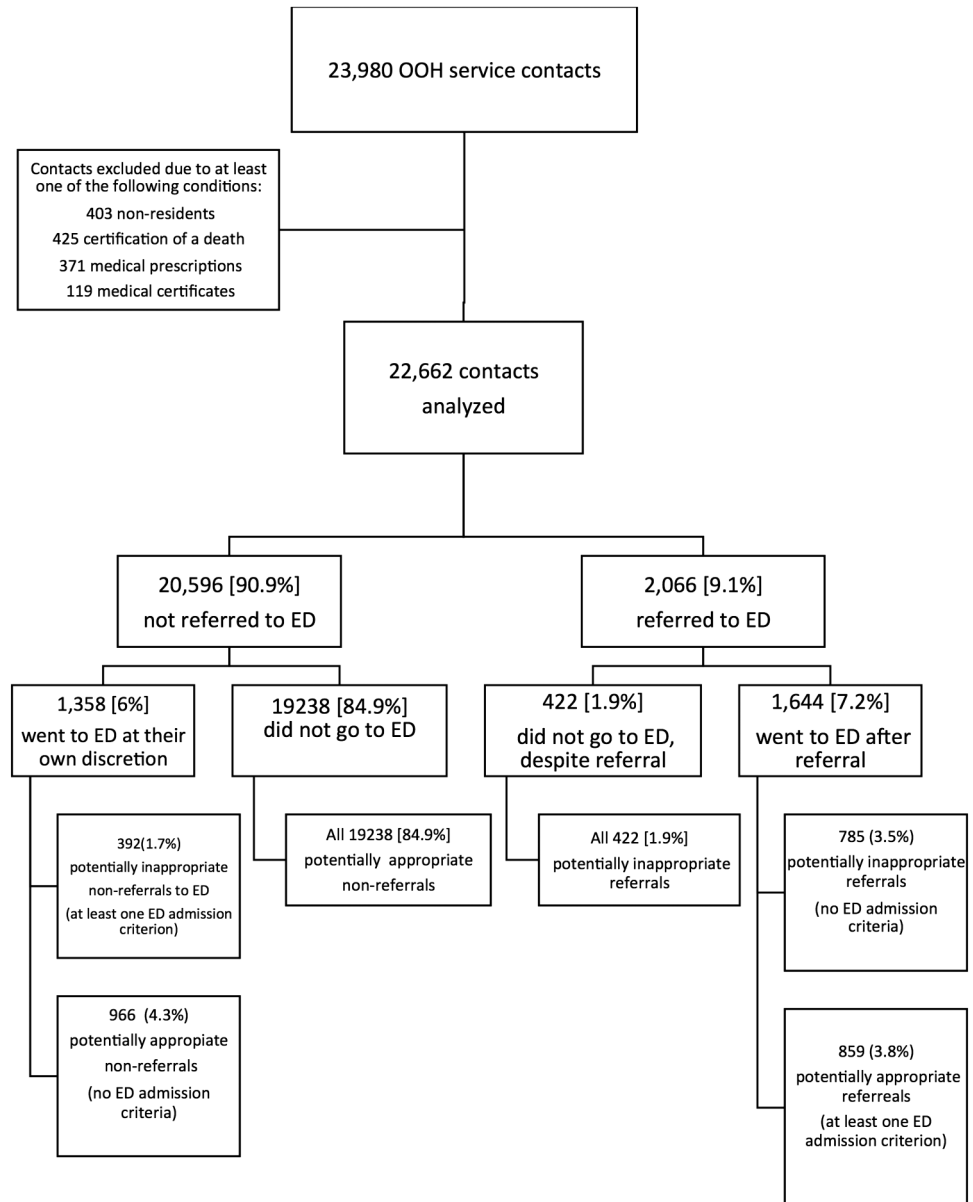 23,980 OOH service contacts
Contacts excluded due to at least
one of the following conditions:
403 non-residents
425 certification of a death
371 medical prescriptions
119 medical certificates
22,662 contacts
analyzed
20,596 [90.9%]
not referred to ED
2,066 [9.1%]
referred to ED
1,358 [6%]
went to ED at their
own discretion
19238 [84.9%]
did not go to ED
422 [1.9%]
did not go to ED,
despite referral
1,644 [7.2%]
went to ED after
referral
392(1.7%)
potentially inappropriate
non-referrals to ED
(at least one ED admission
criterion)
All 19238 [84.9%]
potentially appropriate
non-referrals
All 422 [1.9%]
potentially inappropriate
referrals
785 (3.5%)
potentially inappropriate
referrals
(no ED admission
criteria)
966 (4.3%)
potentially appropiate
non-referrals
(no ED admission
criteria)
859 (3.8%)
potentially appropriate
referreals
(at least one ED
admission criterion)